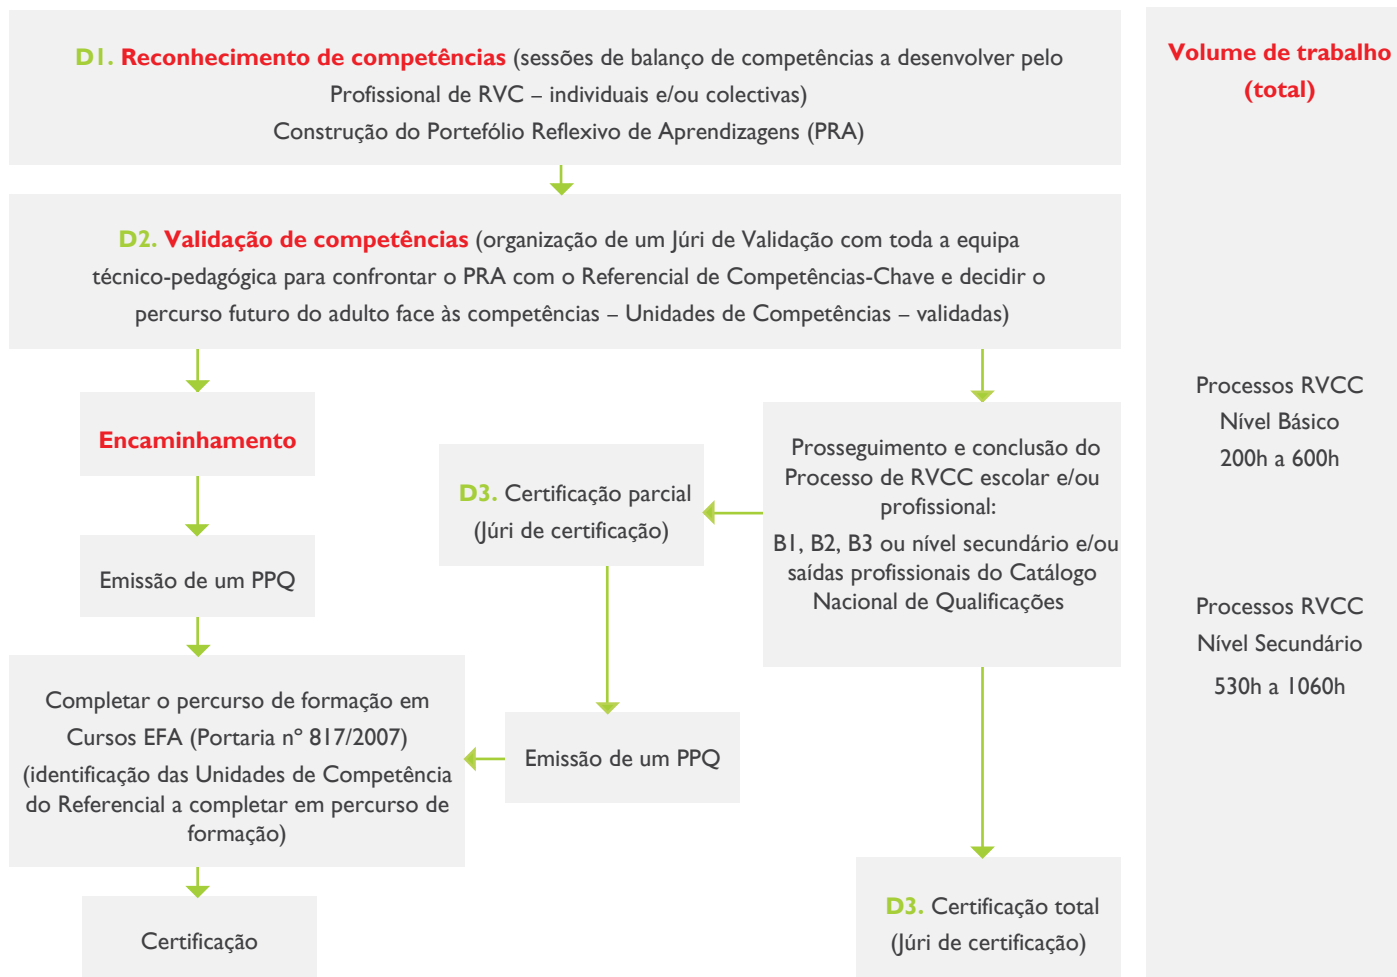 D1. Reconhecimento de competências (sessões de balanço de competências a desenvolver pelo
Profissional de RVC – individuais e/ou colectivas)
Construção do Portefólio Reflexivo de Aprendizagens (PRA)
D2. Validação de competências (organização de um Júri de Validação com toda a equipa
técnico-pedagógica para confrontar o PRA com o Referencial de Competências-Chave e decidir o
percurso futuro do adulto face às competências – Unidades de Competências – validadas)
Encaminhamento
Emissão de um PPQ
Completar o percurso de formação em
Cursos EFA (Portaria nº 817/2007)
(identificação das Unidades de Competência
do Referencial a completar em percurso de
formação)
Certificação
D3. Certificação parcial
(Júri de certificação)
Emissão de um PPQ
Prosseguimento e conclusão do
Processo de RVCC escolar e/ou
profissional:
B1, B2, B3 ou nível secundário e/ou
saídas profissionais do Catálogo
Nacional de Qualificações
D3. Certificação total
(Júri de certificação)
Volume de trabalho
(total)
Processos RVCC
Nível Básico
200h a 600h
Processos RVCC
Nível Secundário
530h a 1060h